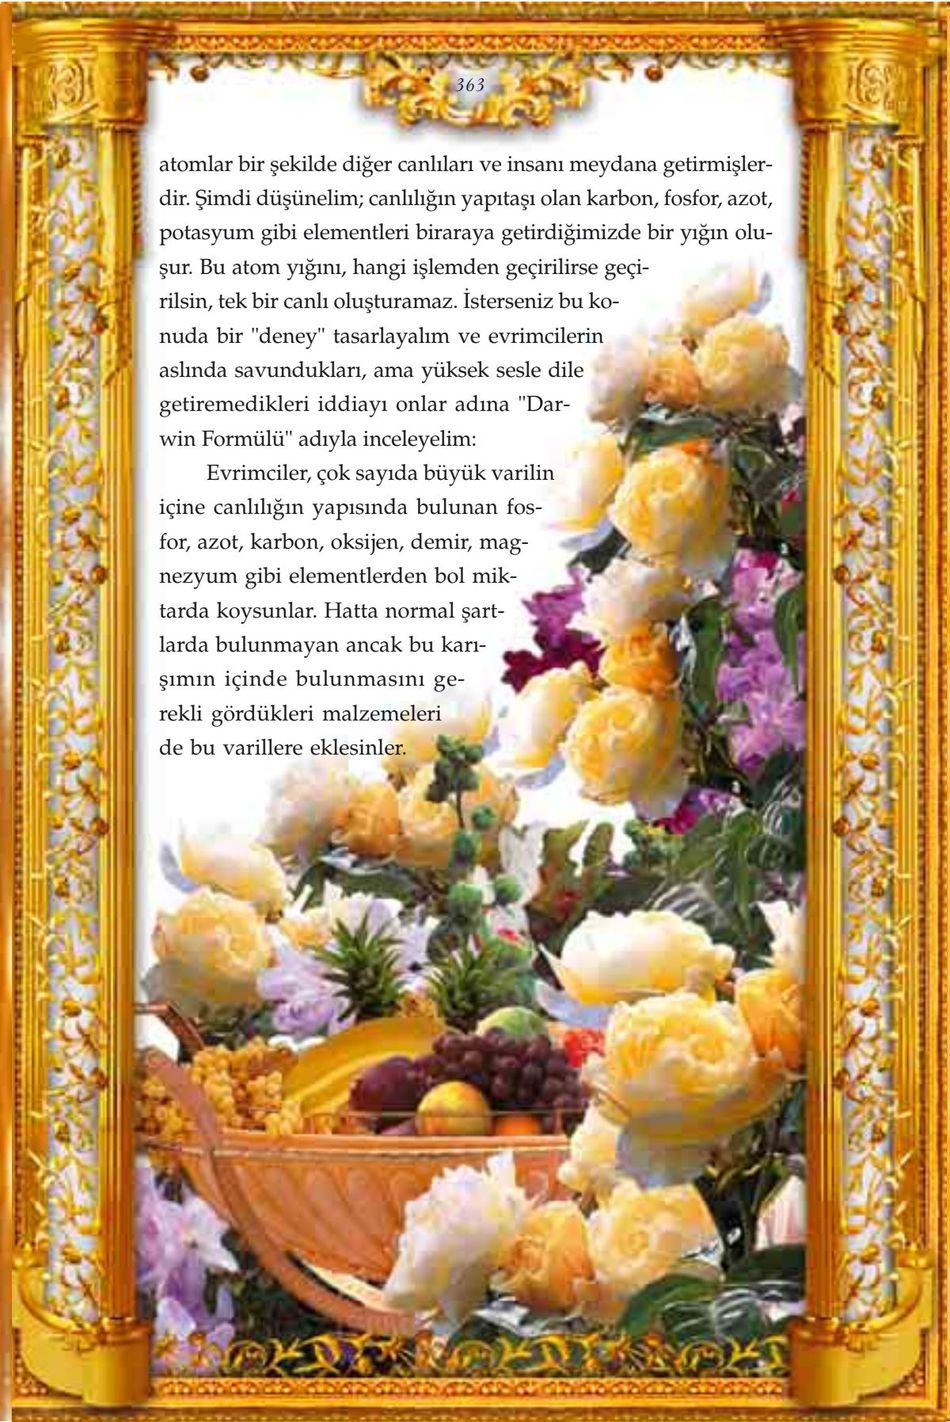 363
atomlar bir şekilde diğer canlıları ve insanı meydana getirmişler-
dir. Şimdi düşünelim; canlılığın yapıtaşı olan karbon, fosfor, azot,
potasyum gibi elementleri biraraya getirdiğimizde bir yığın olu-
şur. Bu atom yığını, hangi işlemden geçirilirse geçi-
rilsin, tek bir canlı oluşturamaz. İsterseniz bu ko-
nuda bir "deney" tasarlayalım ve evrimcilerin
aslında savundukları, ama yüksek sesle dile
getiremedikleri iddiayı onlar adına "Dar-
win Formülü" adıyla inceleyelim:
Evrimciler, çok sayıda büyük varilin
içine canlılığın yapısında bulunan fos-
for, azot, karbon, oksijen, demir, mag-
nezyum gibi elementlerden bol mik-
tarda koysunlar. Hatta normal şart-
larda bulunmayan ancak bu karı-
şımın içinde bulunmasını ge-
rekli gördükleri malzemeleri
de bu varillere eklesinler.